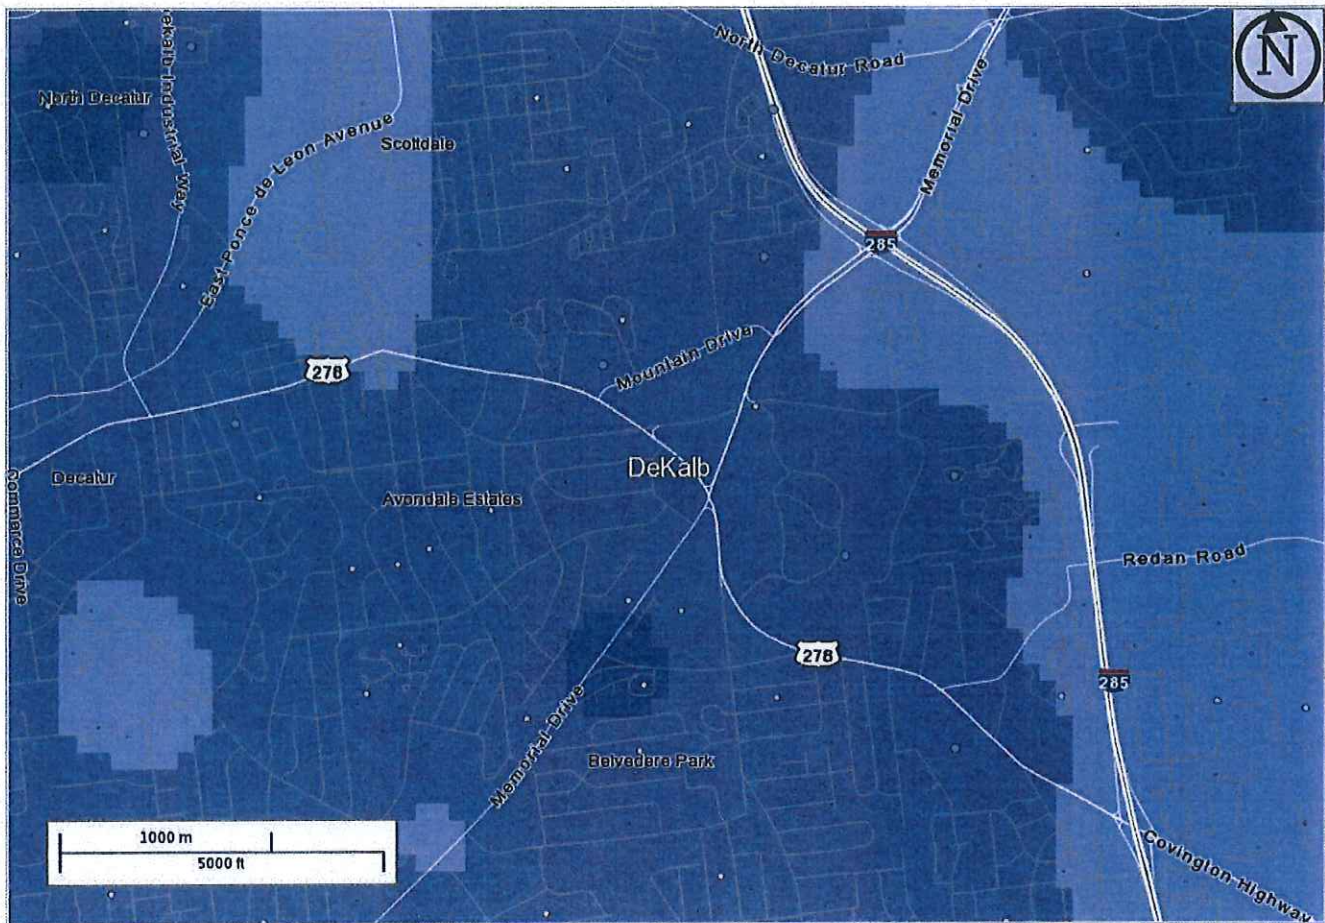 North Decatur Road
N
Memorial Drive
North Decatur
ekalb-Industrial Way
East Ponce de Leon Avenue
Scottdale
285
Mountain Drive
278
DeKalb
Decatur
Avondale Estates
Commerce Drive
Redan Road
278
285
Memorial Drive
Belvedere Park
1000 m
5000 ft
Covington Highway